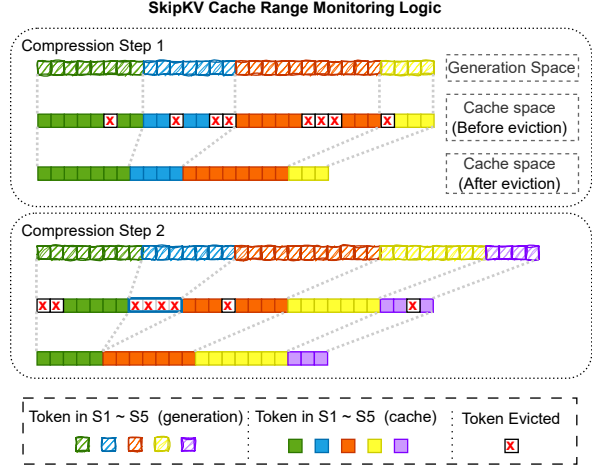 SkipKV Cache Range Monitoring Logic
Compression Step 1
Generation Space
x x x x x x x x
Cache space
(Before eviction)
Cache space
(After eviction)
Compression Step 2
x x x x x x x x
Token in S1 ~ S5 (generation)
Token in S1 ~ S5 (cache)
Token Evicted
x